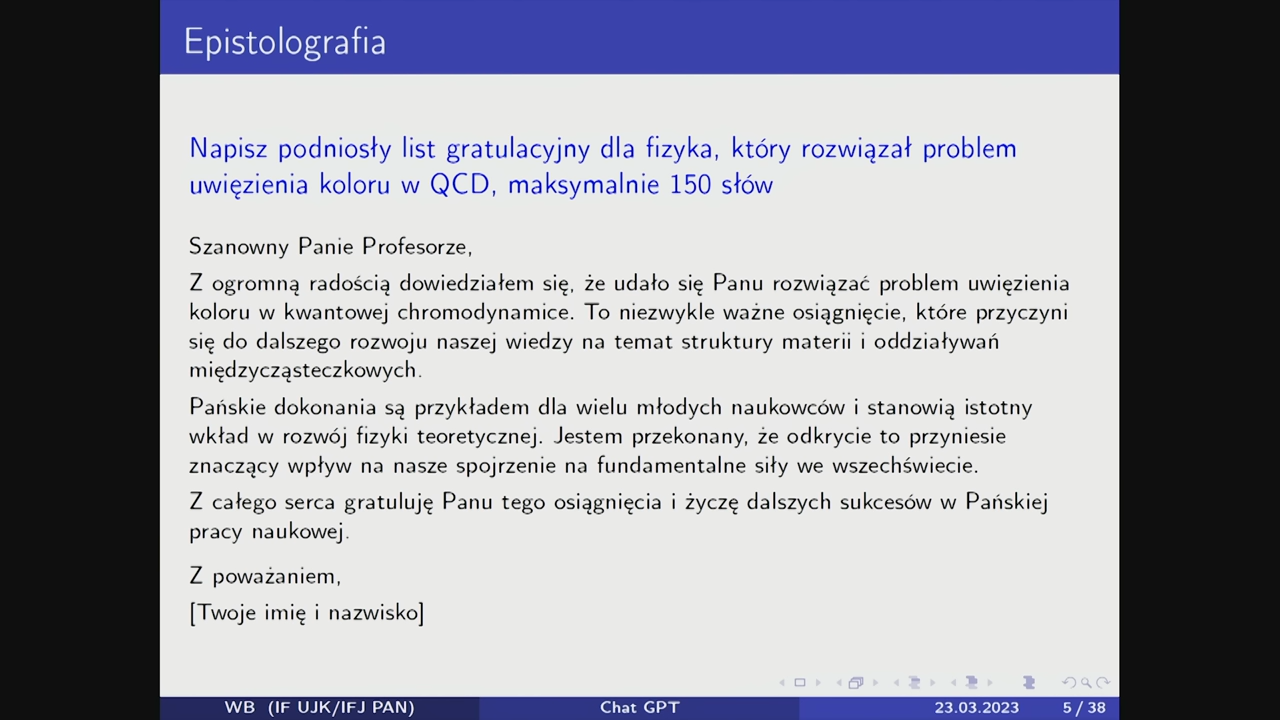 Epistolografia
Napisz podniosły list gratulacyjny dla fizyka, który rozwiązał problem
uwięzienia koloru w QCD, maksymalnie 150 słów
Szanowny Panie Profesorze,
Z ogromną radością dowiedziałem się, że udało się Panu rozwiązać problem uwięzienia
koloru w kwantowej chromodynamice. To niezwykle ważne osiągnięcie, które przyczyni
się do dalszego rozwoju naszej wiedzy na temat struktury materii i oddziaływań
międzycząsteczkowych.
Pańskie dokonania są przykładem dla wielu młodych naukowców i stanowią istotny
wkład w rozwój fizyki teoretycznej. Jestem przekonany, że odkrycie to przyniesie
znaczący wpływ na nasze spojrzenie na fundamentalne siły we wszechświecie.
Z całego serca gratuluję Panu tego osiągnięcia i życzę dalszych sukcesów w Pańskiej
pracy naukowej.
Z poważaniem,
[Twoje imię i nazwisko]
WB (IF UJK/IFJ PAN) Chat GPT 23.03.2023 5 / 38